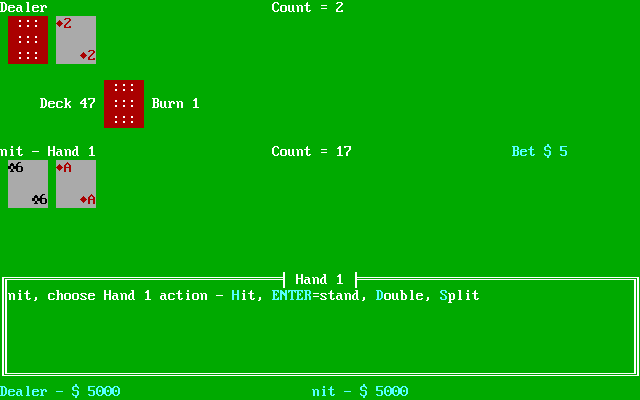 Dealer Count = 2
♦2
♦2
Deck 47 Burn 1
nit - Hand 1 Count = 17 Bet $ 5
♣6 ♦A
♣6 ♦A
Hand 1
nit, choose Hand 1 action - Hit, ENTER=stand, Double, Split
Dealer - $ 5000 nit - $ 5000